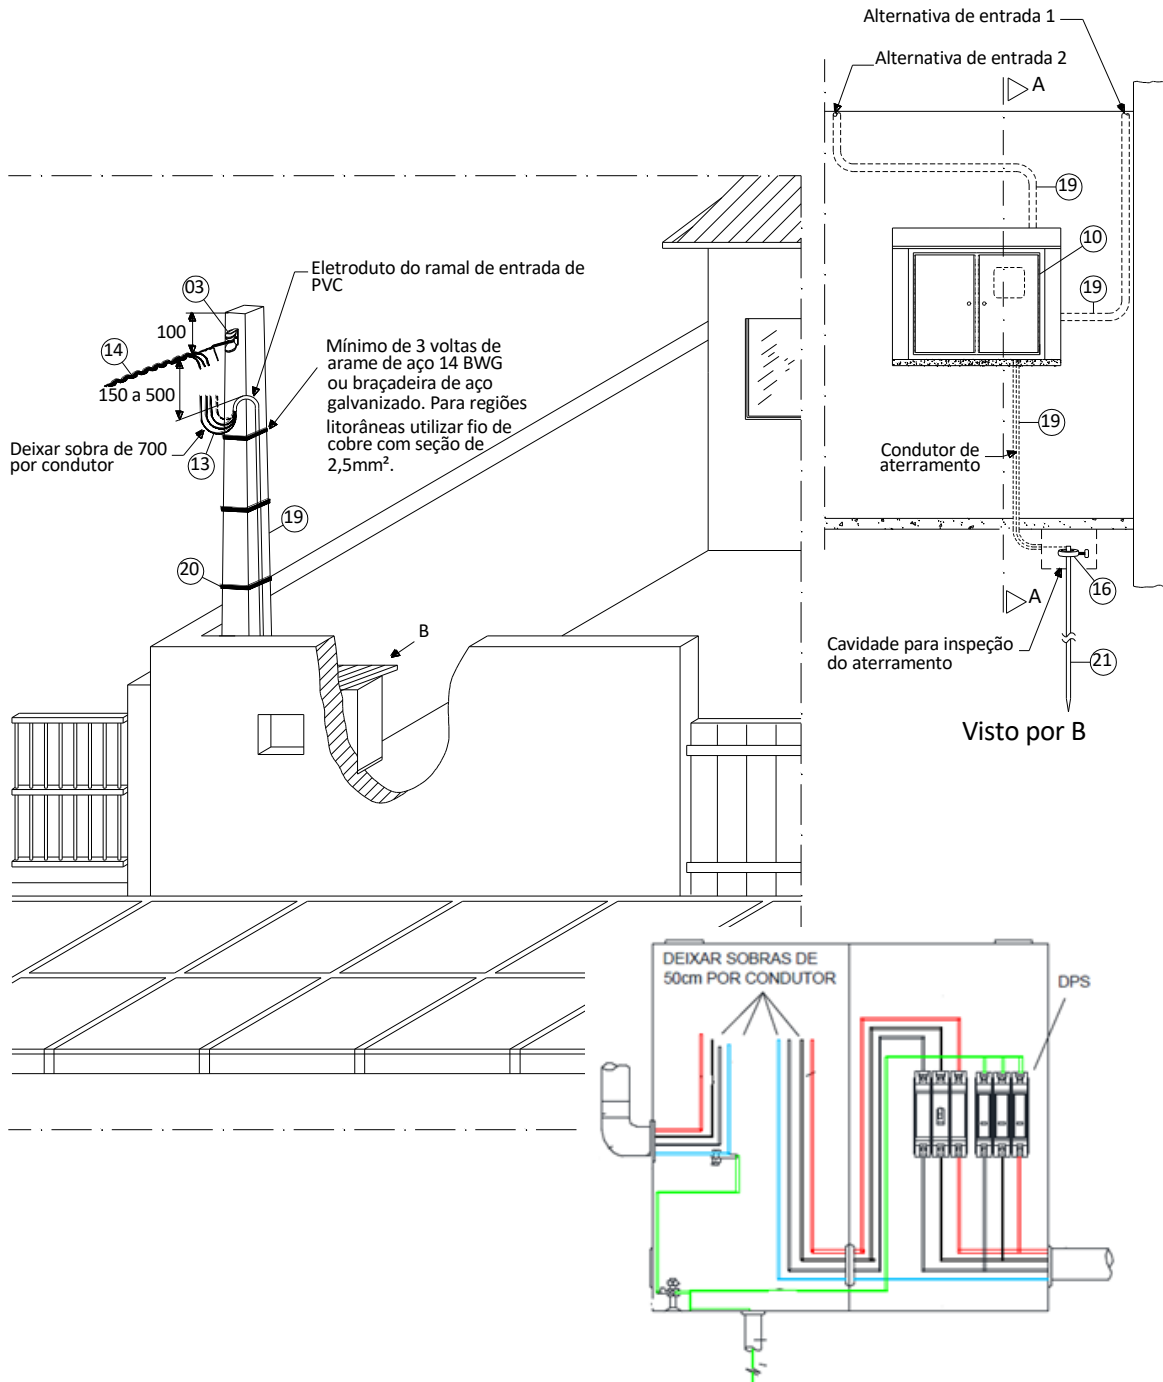 Alternativa de entrada 1
Alternativa de entrada 2
A
19
10
19
Eletroduto do ramal de entrada de
PVC
03
100
14
150 a 500
Mínimo de 3 voltas de
arame de aço 14 BWG
ou braçadeira de aço
galvanizado. Para regiões
litorâneas utilizar fio de
cobre com seção de
2,5mm².
Deixar sobra de 700
por condutor
13
19
20
B
19
Condutor de
aterramento
A
16
Cavidade para inspeção
do aterramento
21
Visto por B
DEIXAR SOBRAS DE
50cm POR CONDUTOR
DPS